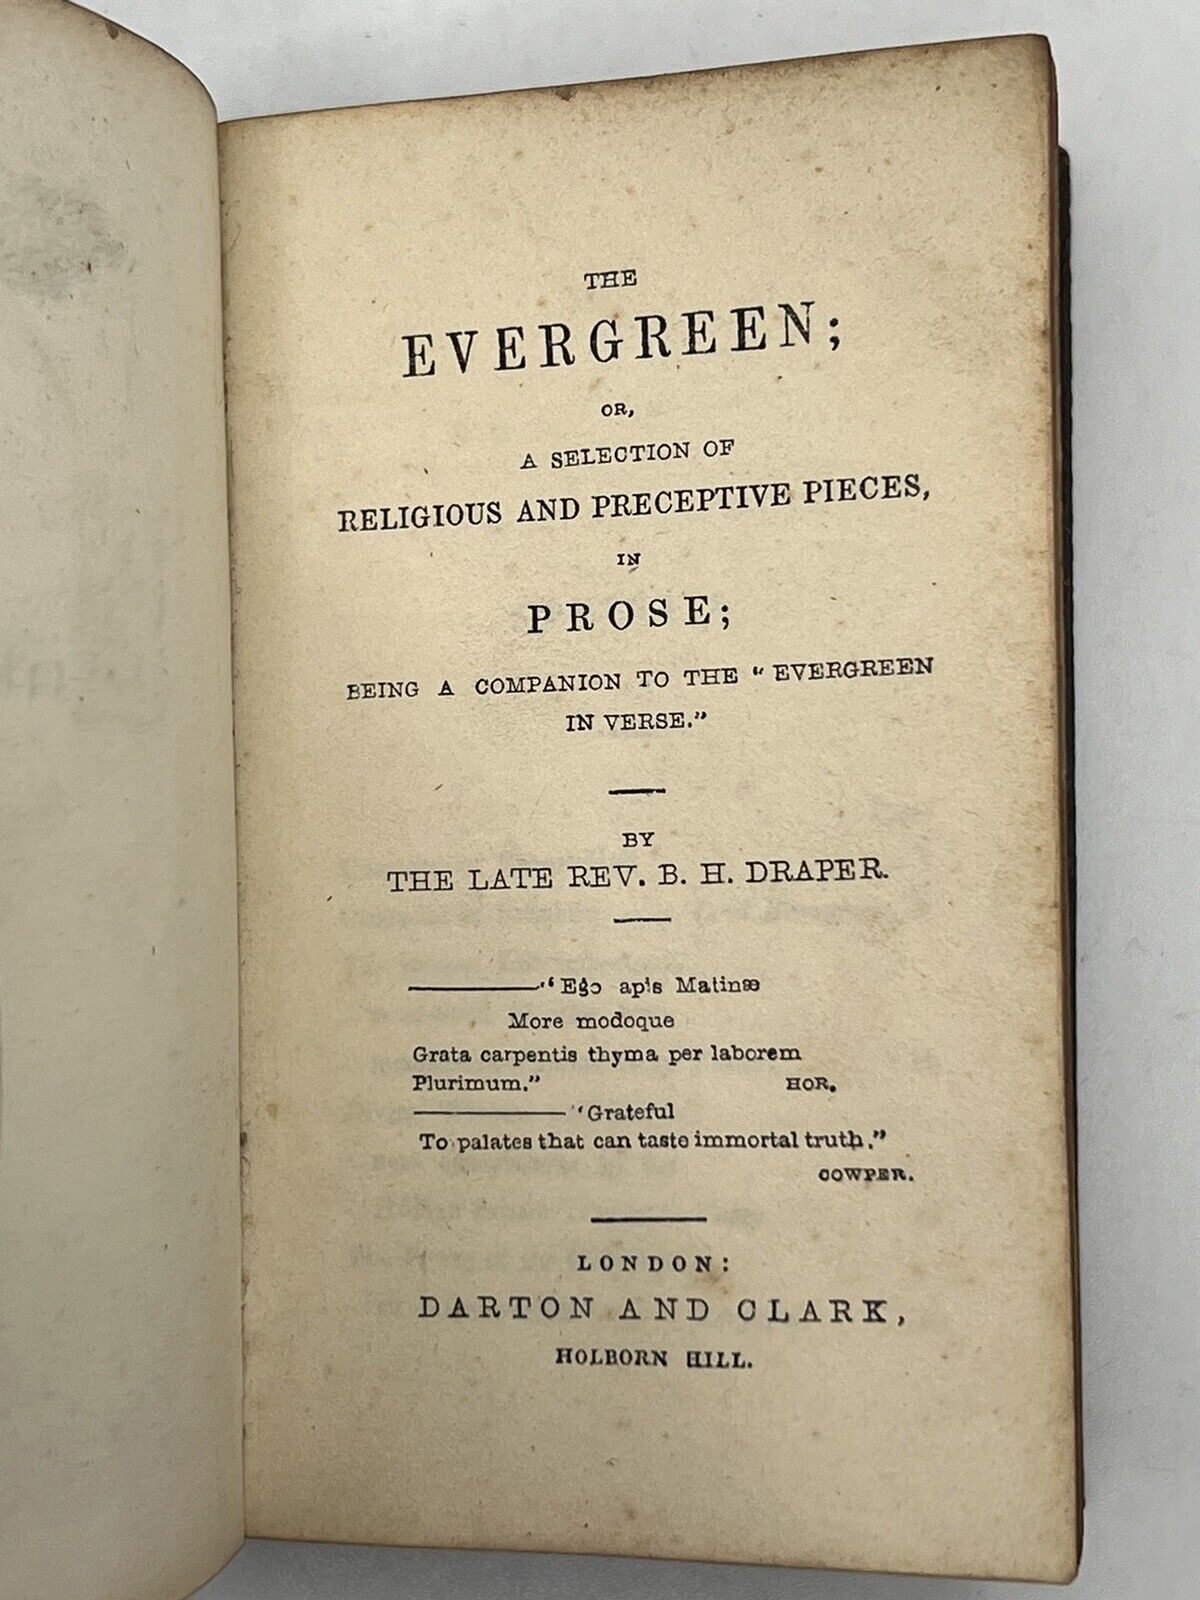 THE
EVERGREEN;
OR,
A SELECTION OF
RELIGIOUS AND PRECEPTIVE PIECES,
IN
PROSE;
BEING A COMPANION TO THE "EVERGREEN
IN VERSE."
BY
THE LATE REV. B. H. DRAPER.
"Ego apis Matinæ
More modoque
Grata carpentis thyma per laborem
Plurimum." HOR.
"Grateful
To palates that can taste immortal truth,"
COWPER.
LONDON:
DARTON AND CLARK,
HOLBORN HILL.